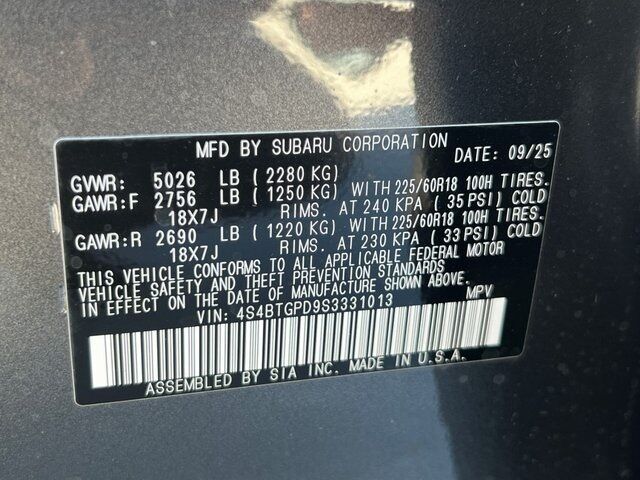 MFD BY SUBARU CORPORATION DATE: 09/25
GVWR: 5026 LB (2280 KG)
GAWR:F 2756 LB (1250 KG) WITH 225/60R18 100H TIRES.
18X7J RIMS. AT 240 KPA (35 PSI) COLD
GAWR:R 2690 LB (1220 KG) WITH 225/60R18 100H TIRES.
18X7J RIMS. AT 230 KPA (33 PSI) COLD
THIS VEHICLE CONFORMS TO ALL APPLICABLE FEDERAL MOTOR
VEHICLE SAFETY AND THEFT PREVENTION STANDARDS
IN EFFECT ON THE DATE OF MANUFACTURE SHOWN ABOVE.
VIN: 4S4BTGPD9S3331013 MPV
ASSEMBLED BY SIA INC. MADE IN U.S.A.